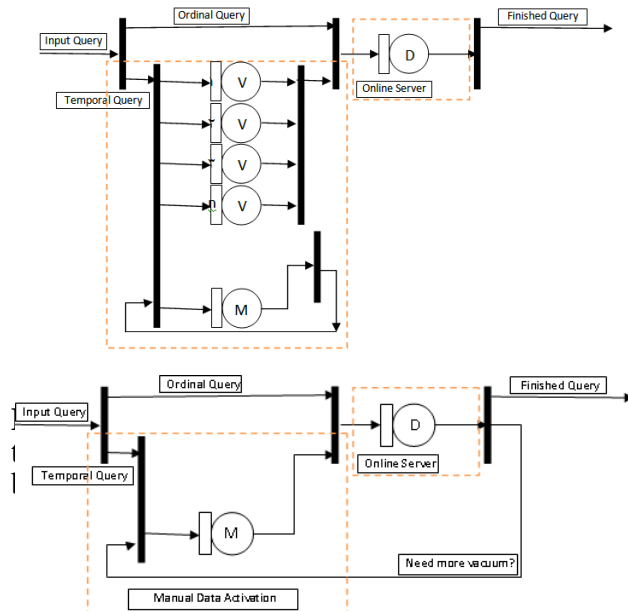 Ordinal Query
Finished Query
Input Query
D
Online Server
V
Temporal Query
V
V
n V
M
Ordinal Query
Finished Query
Input Query
D
Online Server
Temporal Query
M
Need more vacuum?
Manual Data Activation